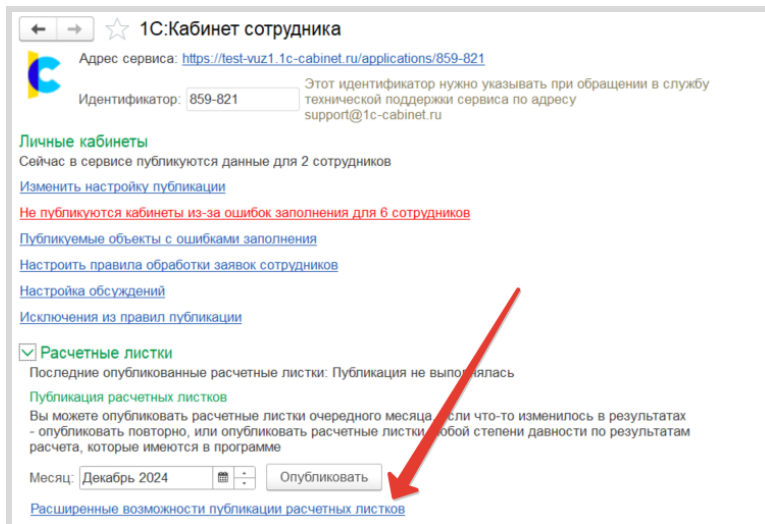 1С:Кабинет сотрудника
Адрес сервиса: https://test-vuz1.1c-cabinet.ru/applications/859-821
Идентификатор: 859-821
Этот идентификатор нужно указывать при обращении в службу
технической поддержки сервиса по адресу
support@1c-cabinet.ru
Личные кабинеты
Сейчас в сервисе публикуются данные для 2 сотрудников
Изменить настройку публикации
Не публикуются кабинеты из-за ошибок заполнения для 6 сотрудников
Публикуемые объекты с ошибками заполнения
Настроить правила обработки заявок сотрудников
Настройка обсуждений
Исключения из правил публикации
Расчетные листки
Последние опубликованные расчетные листки: Публикация не выполнялась
Публикация расчетных листков
Вы можете опубликовать расчетные листки очередного месяца, если что-то изменилось в результатах
- опубликовать повторно, или опубликовать расчетные листки любой степени давности по результатам
расчета, которые имеются в программе
Месяц: Декабрь 2024 Опубликовать
Расширенные возможности публикации расчетных листков